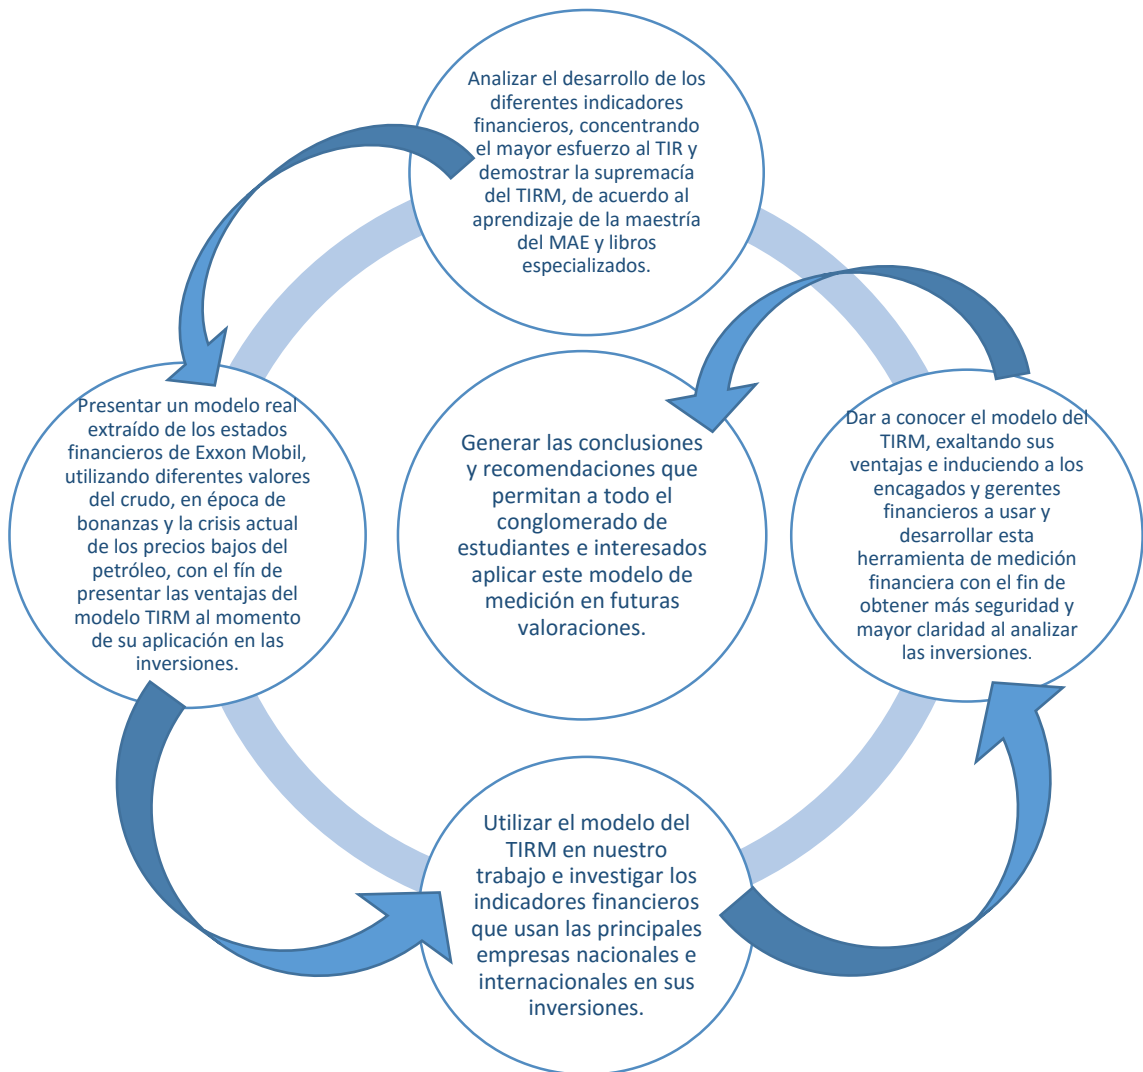 Analizar el desarrollo de los
diferentes indicadores
financieros, concentrando
el mayor esfuerzo al TIR y
demostrar la supremacía
del TIRM, de acuerdo al
aprendizaje de la maestría
del MAE y libros
especializados.
Presentar un modelo real
extraído de los estados
financieros de Exxon Mobil,
utilizando diferentes valores
del crudo, en época de
bonanzas y la crisis actual
de los precios bajos del
petróleo, con el fín de
presentar las ventajas del
modelo TIRM al momento
de su aplicación en las
inversiones.
Generar las conclusiones
y recomendaciones que
permitan a todo el
conglomerado de
estudiantes e interesados
aplicar este modelo de
medición en futuras
valoraciones.
Dar a conocer el modelo del
TIRM, exaltando sus
ventajas e induciendo a los
encagados y gerentes
financieros a usar y
desarrollar esta
herramienta de medición
financiera con el fin de
obtener más seguridad y
mayor claridad al analizar
las inversiones.
Utilizar el modelo del
TIRM en nuestro
trabajo e investigar los
indicadores financieros
que usan las principales
empresas nacionales e
internacionales en sus
inversiones.